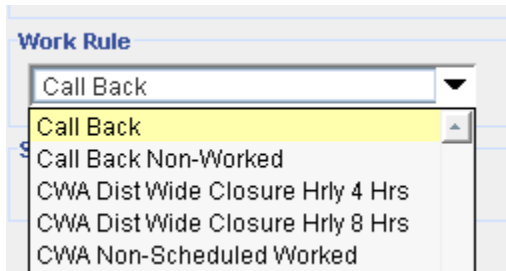 Work Rule
Call Back
Call Back
Call Back Non-Worked
CWA Dist Wide Closure Hrly 4 Hrs
CWA Dist Wide Closure Hrly 8 Hrs
CWA Non-Scheduled Worked